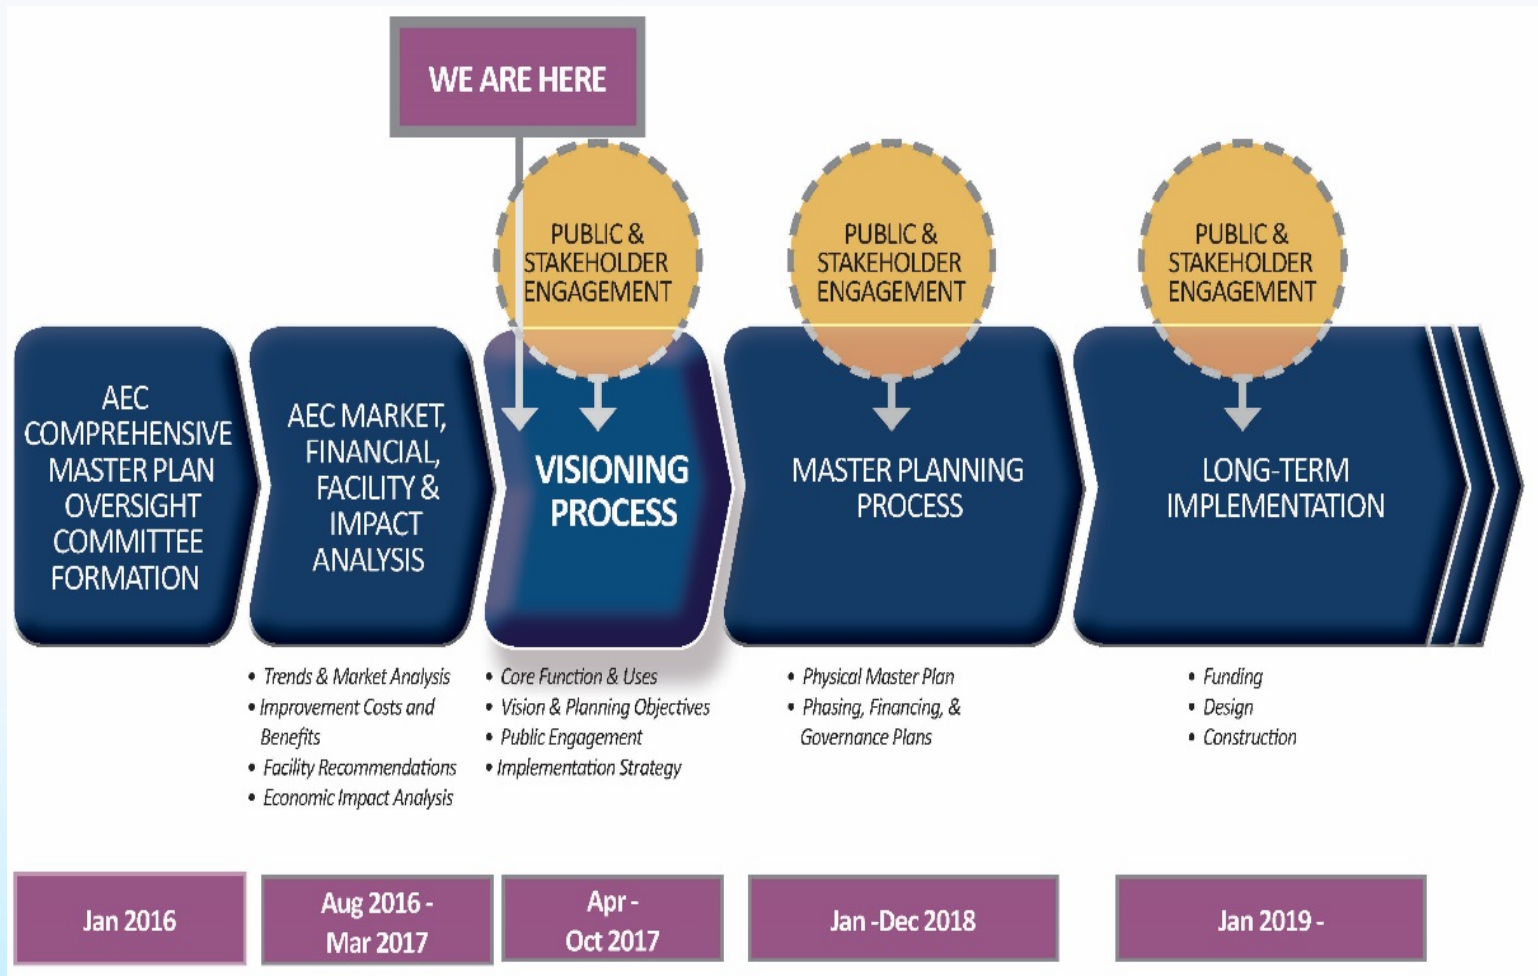 WE ARE HERE
PUBLIC &
STAKEHOLDER
ENGAGEMENT
PUBLIC &
STAKEHOLDER
ENGAGEMENT
PUBLIC &
STAKEHOLDER
ENGAGEMENT
AEC
COMPREHENSIVE
MASTER PLAN
OVERSIGHT
COMMITTEE
FORMATION
AEC MARKET,
FINANCIAL,
FACILITY &
IMPACT
ANALYSIS
VISIONING
PROCESS
MASTER PLANNING
PROCESS
LONG-TERM
IMPLEMENTATION
• Trends & Market Analysis
• Improvement Costs and
Benefits
• Facility Recommendations
• Economic Impact Analysis
• Core Function & Uses
• Vision & Planning Objectives
• Public Engagement
• Implementation Strategy
• Physical Master Plan
• Phasing, Financing, &
Governance Plans
• Funding
• Design
• Construction
Jan 2016
Aug 2016 -
Mar 2017
Apr -
Oct 2017
Jan -Dec 2018
Jan 2019 -